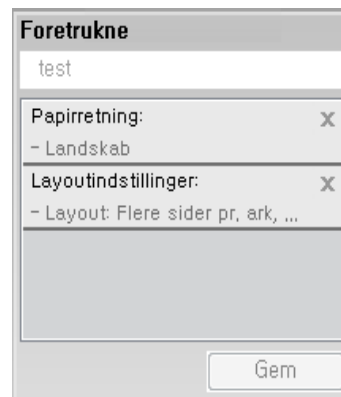 Foretrukne
test
Papirretning:
x
- Landskab
Layoutindstillinger:
x
- Layout: Flere sider pr, ark, ...
Gem